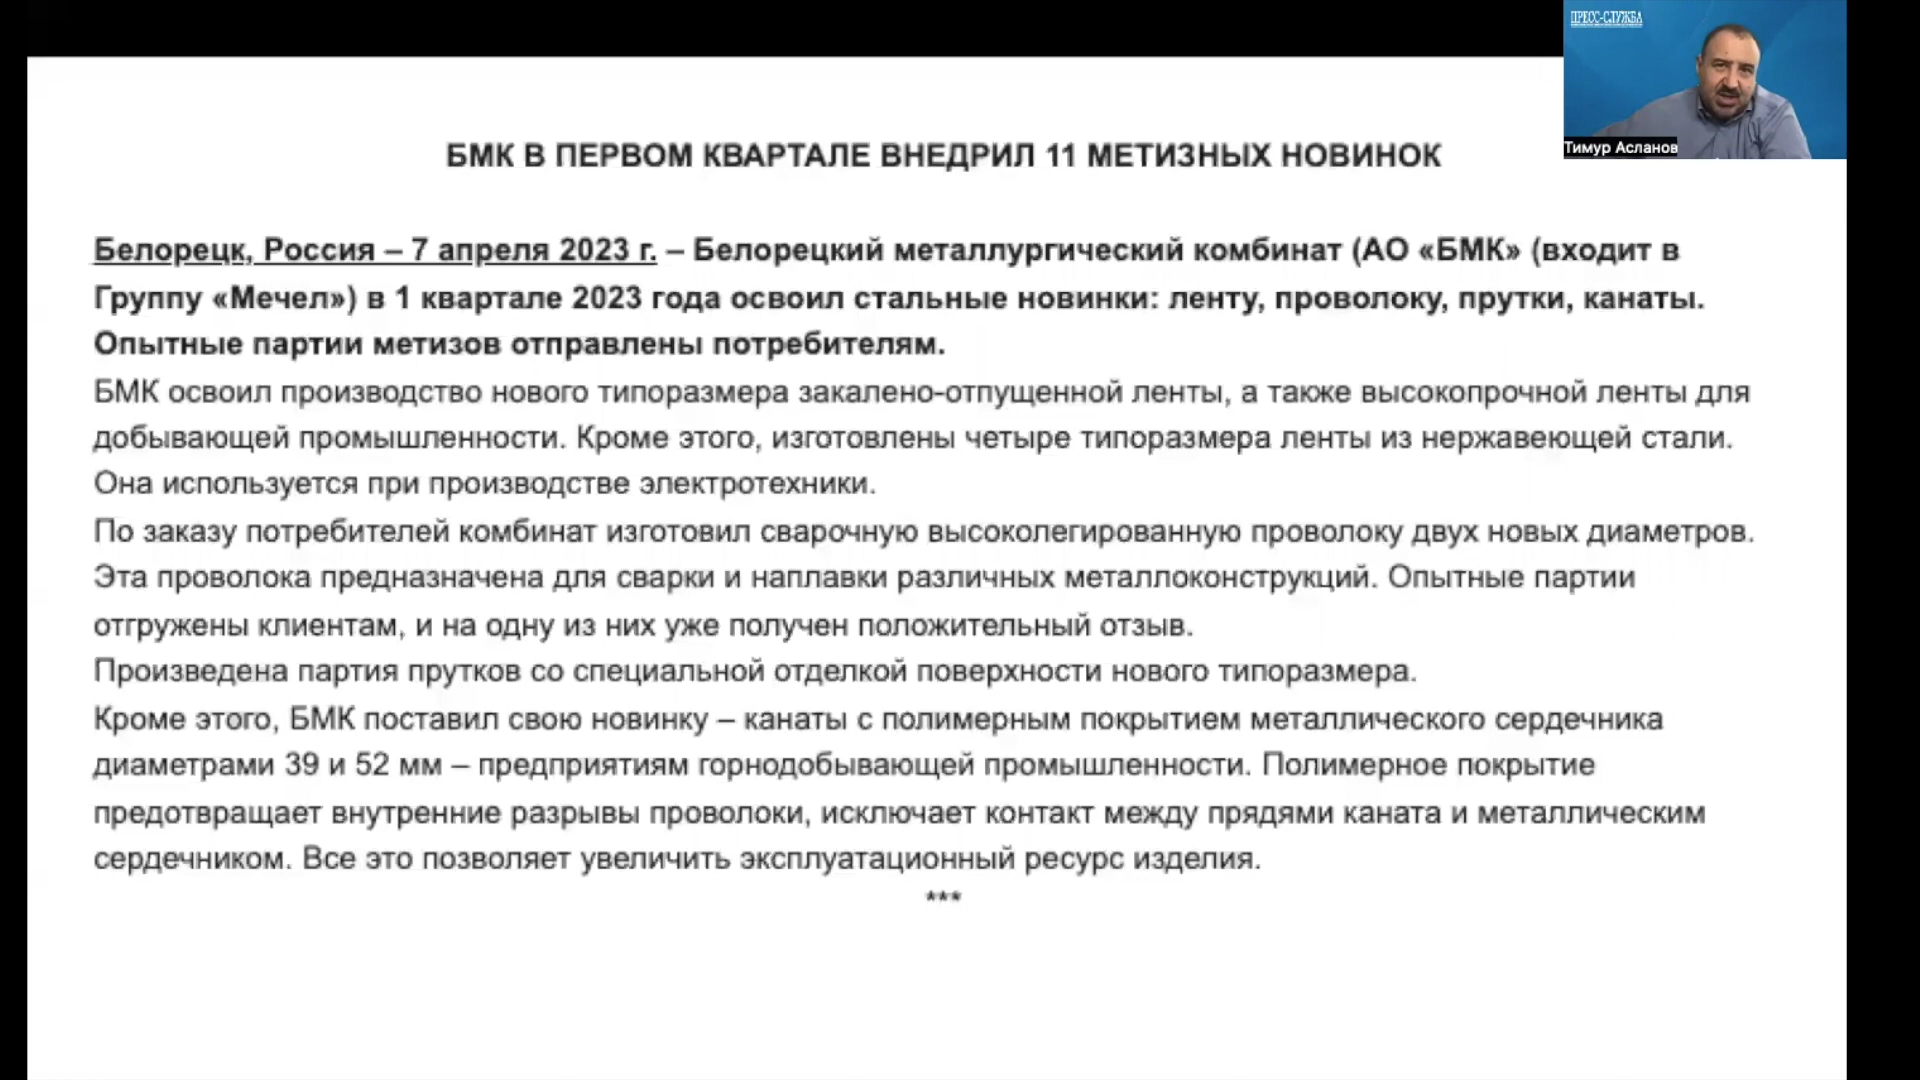 ПРЕСС-СЛУЖБА
Тимур Асланов
БМК В ПЕРВОМ КВАРТАЛЕ ВНЕДРИЛ 11 МЕТИЗНЫХ НОВИНОК
Белорецк, Россия – 7 апреля 2023 г. – Белорецкий металлургический комбинат (АО «БМК» (входит в
Группу «Мечел») в 1 квартале 2023 года освоил стальные новинки: ленту, проволоку, прутки, канаты.
Опытные партии метизов отправлены потребителям.
БМК освоил производство нового типоразмера закалено-отпущенной ленты, а также высокопрочной ленты для
добывающей промышленности. Кроме этого, изготовлены четыре типоразмера ленты из нержавеющей стали.
Она используется при производстве электротехники.
По заказу потребителей комбинат изготовил сварочную высоколегированную проволоку двух новых диаметров.
Эта проволока предназначена для сварки и наплавки различных металлоконструкций. Опытные партии
отгружены клиентам, и на одну из них уже получен положительный отзыв.
Произведена партия прутков со специальной отделкой поверхности нового типоразмера.
Кроме этого, БМК поставил свою новинку – канаты с полимерным покрытием металлического сердечника
диаметрами 39 и 52 мм – предприятиям горнодобывающей промышленности. Полимерное покрытие
предотвращает внутренние разрывы проволоки, исключает контакт между прядями каната и металлическим
сердечником. Все это позволяет увеличить эксплуатационный ресурс изделия.
***